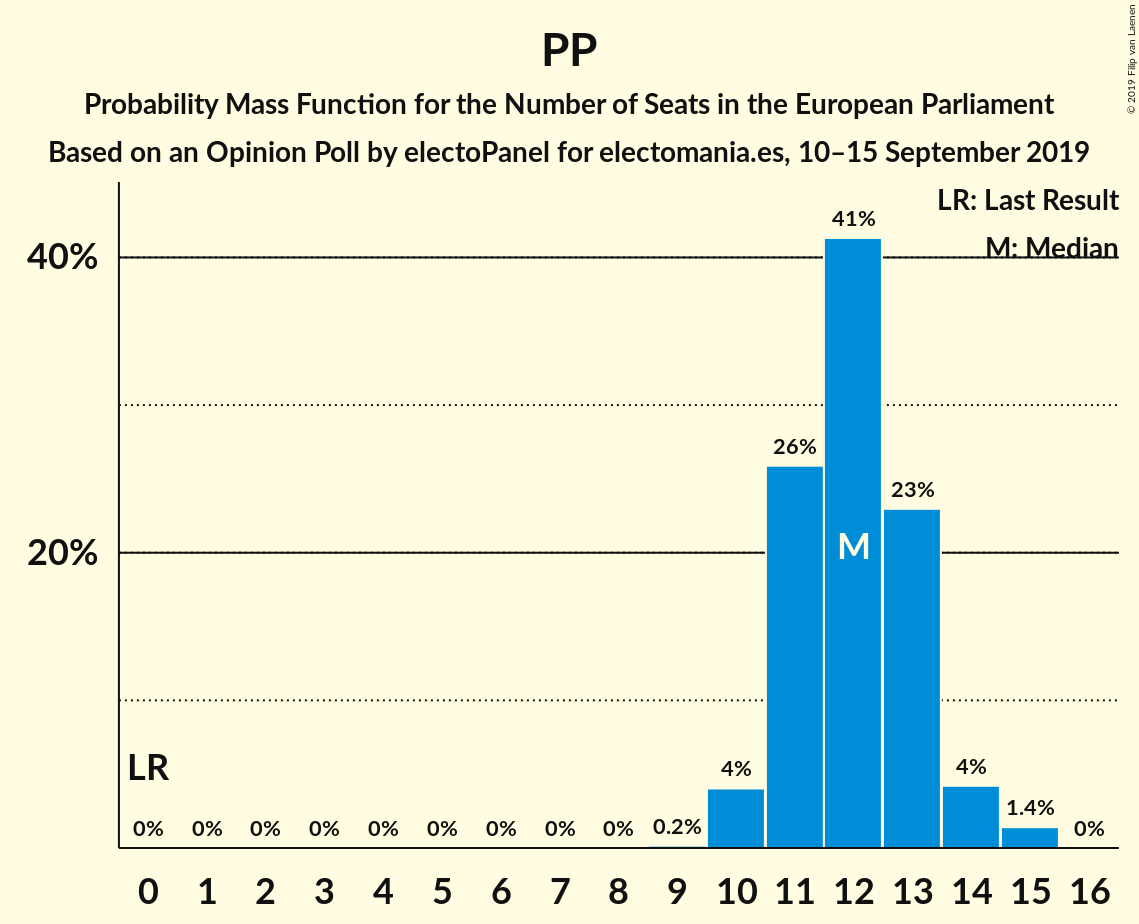 PP
Probability Mass Function for the Number of Seats in the European Parliament
Based on an Opinion Poll by electoPanel for electomania.es, 10–15 September 2019
© 2019 Filip van Laenen
LR: Last Result
M: Median
40%
20%
41%
26%
23%
M
LR
0% 0% 0% 0% 0% 0% 0% 0% 0% 0.2% 4% 4% 1.4% 0%
0 1 2 3 4 5 6 7 8 9 10 11 12 13 14 15 16